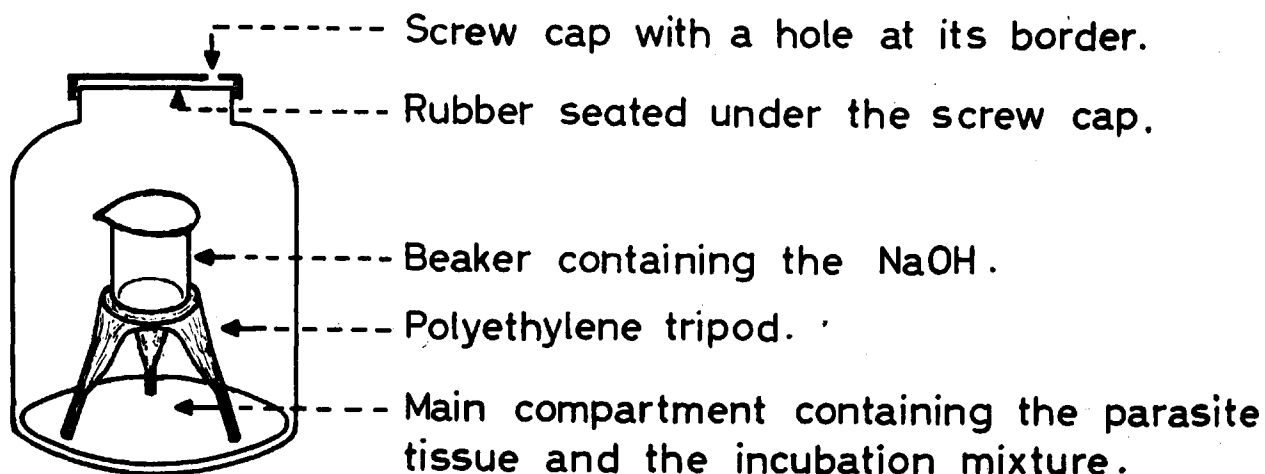 Screw cap with a hole at its border.
Rubber seated under the screw cap.
Beaker containing the NaOH.
Polyethylene tripod.
Main compartment containing the parasite
tissue and the incubation mixture.